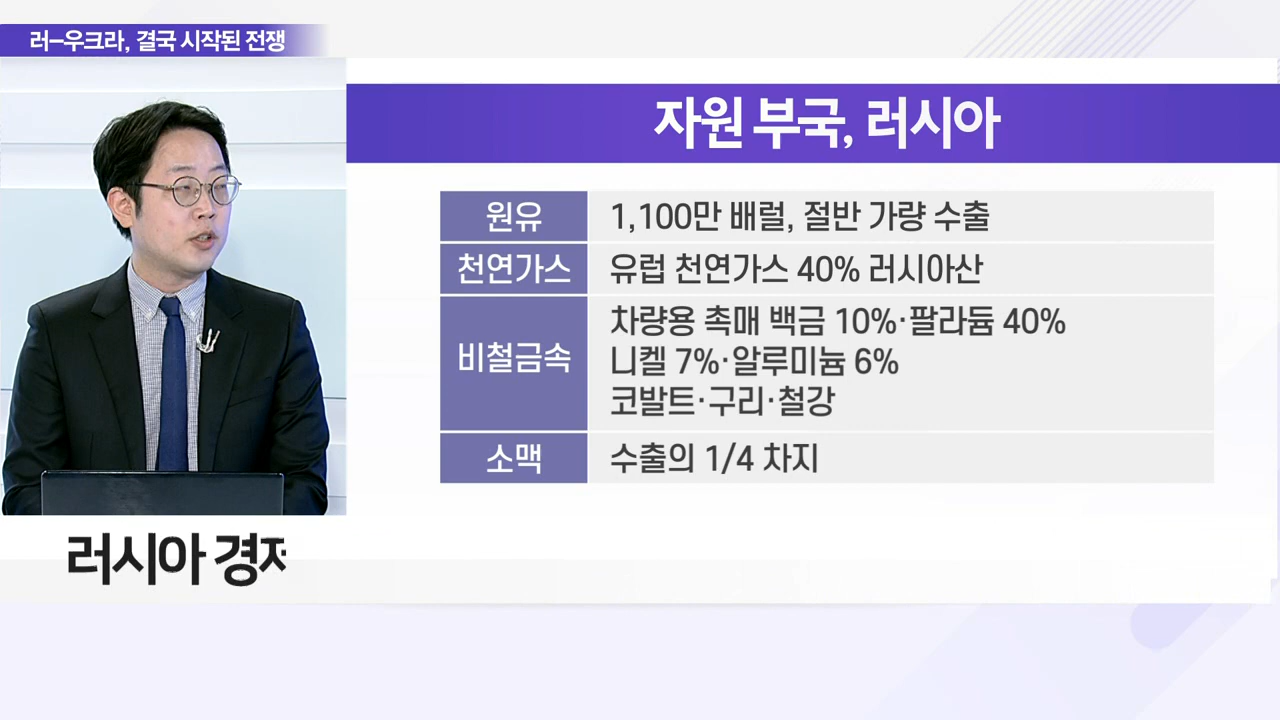 러-우크라, 결국 시작된 전쟁
자원 부국, 러시아
원유 1,100만 배럴, 절반 가량 수출
천연가스 유럽 천연가스 40% 러시아산
비철금속
차량용 촉매 백금 10%·팔라듐 40%
니켈 7%·알루미늄 6%
코발트·구리·철강
소맥 수출의 1/4 차지
러시아